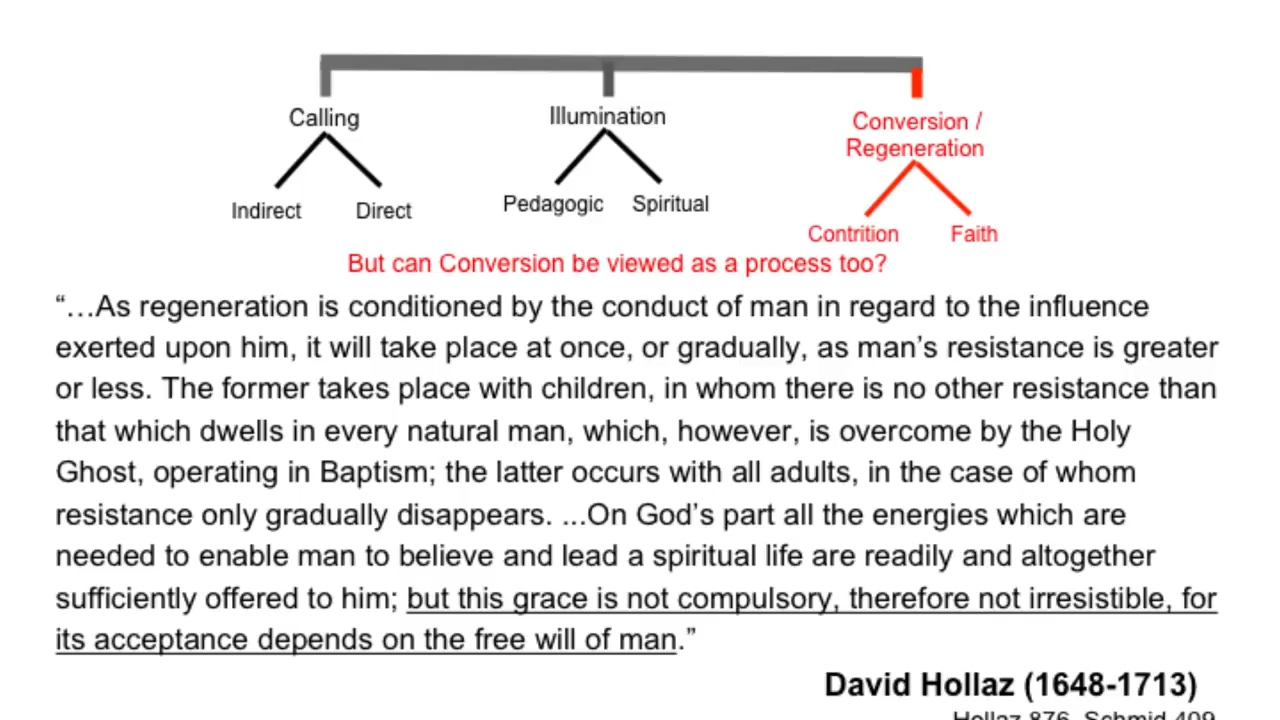 Calling
Illumination
Conversion /
Regeneration
Indirect
Direct
Pedagogic
Spiritual
Contrition
Faith
But can Conversion be viewed as a process too?
“…As regeneration is conditioned by the conduct of man in regard to the influence
exerted upon him, it will take place at once, or gradually, as man’s resistance is greater
or less. The former takes place with children, in whom there is no other resistance than
that which dwells in every natural man, which, however, is overcome by the Holy
Ghost, operating in Baptism; the latter occurs with all adults, in the case of whom
resistance only gradually disappears. ...On God’s part all the energies which are
needed to enable man to believe and lead a spiritual life are readily and altogether
sufficiently offered to him; but this grace is not compulsory, therefore not irresistible, for
its acceptance depends on the free will of man.”
David Hollaz (1648-1713)
Hollaz 876, Schmid 409